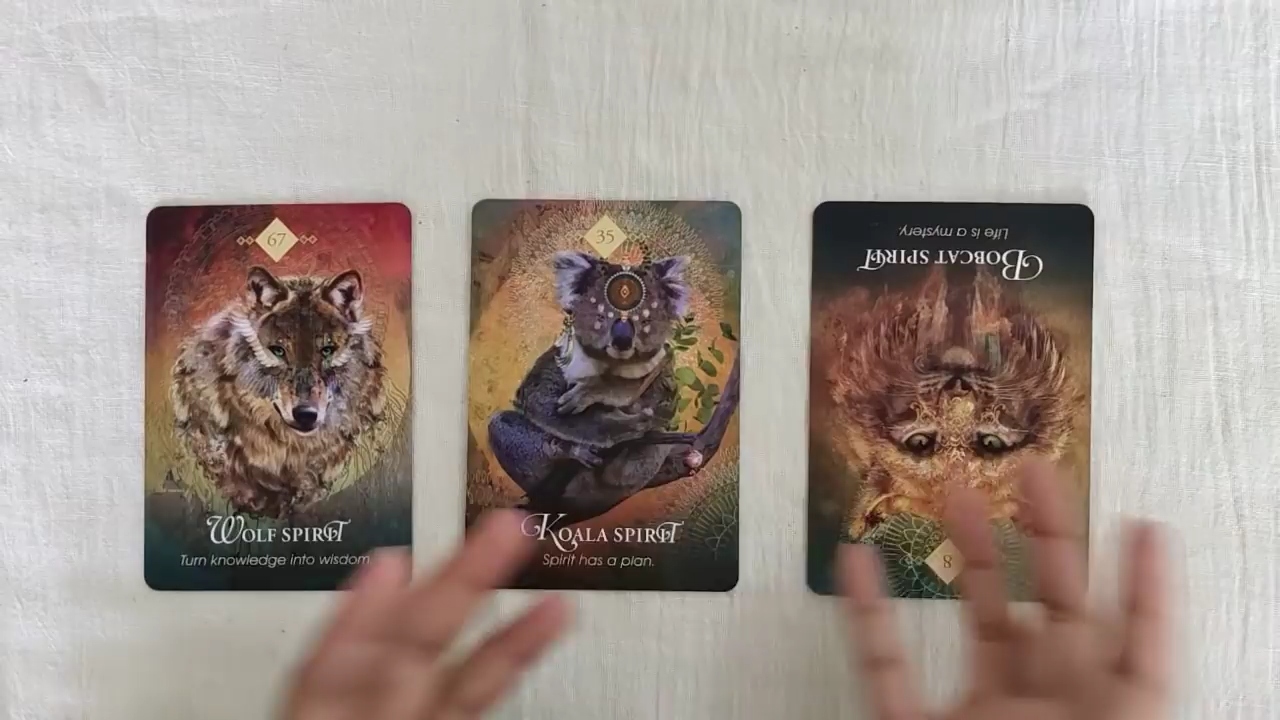 67
WOLF SPIRIT
Turn knowledge into wisdom.
35
KOALA SPIRIT
Spirit has a plan.
8
BOBCAT SPIRIT
Life is a mystery.